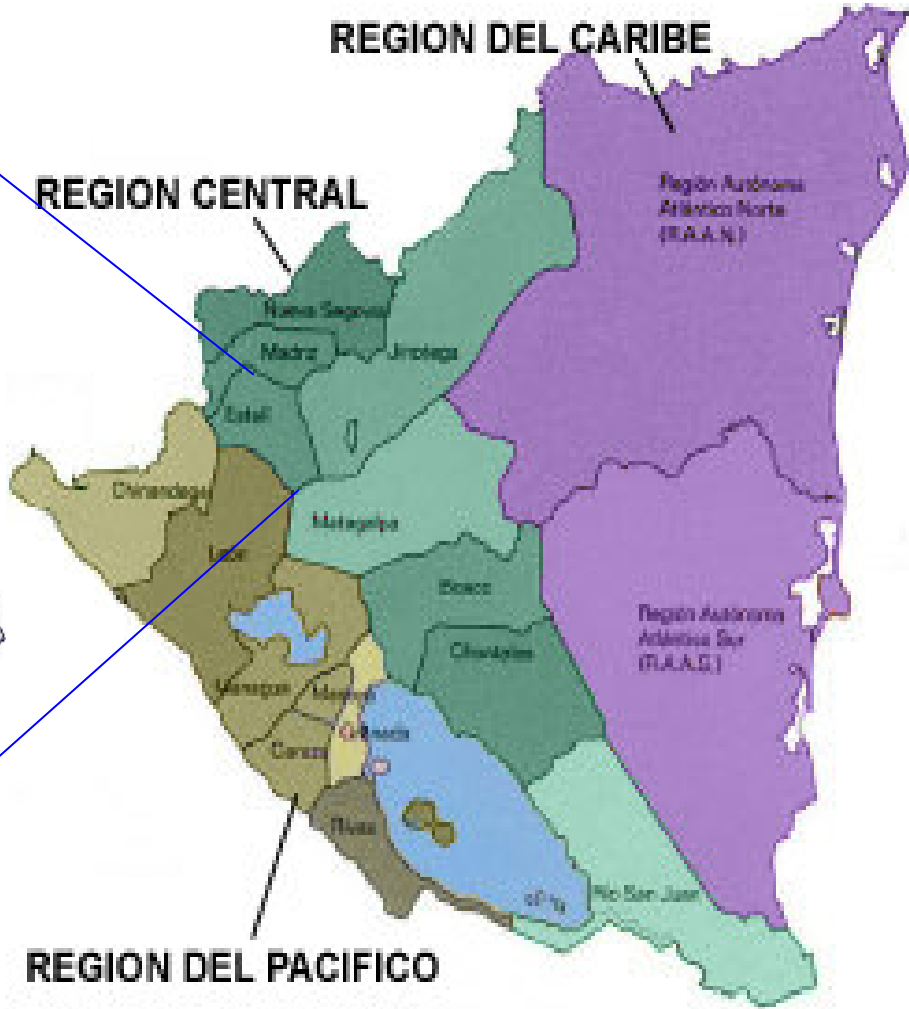 REGION DEL CARIBE
REGION CENTRAL
Región Autónoma
Atlántico Norte
(R.A.A.N.)
Nueva Segovia
Madriz
Jinotega
Estelí
Chinandega
Matagalpa
León
Boaco
Región Autónoma
Atlántico Sur
(R.A.A.S.)
Chontales
Managua
Masaya
Granada
Carazo
Rivas
Río San Juan
REGION DEL PACIFICO